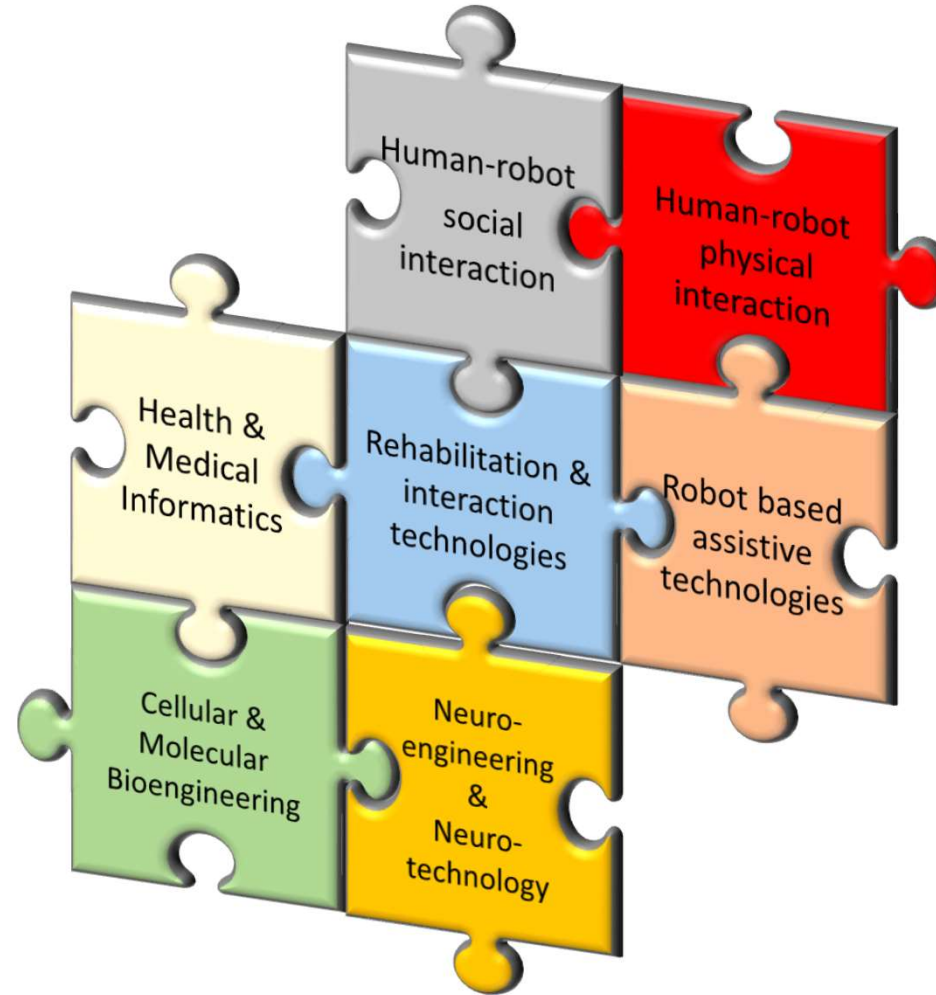 Human-robot
social
interaction
Human-robot
physical
interaction
Health &
Medical
Informatics
Rehabilitation &
interaction
technologies
Robot based
assistive
technologies
Cellular &
Molecular
Bioengineering
Neuro-
engineering
&
Neuro-
technology